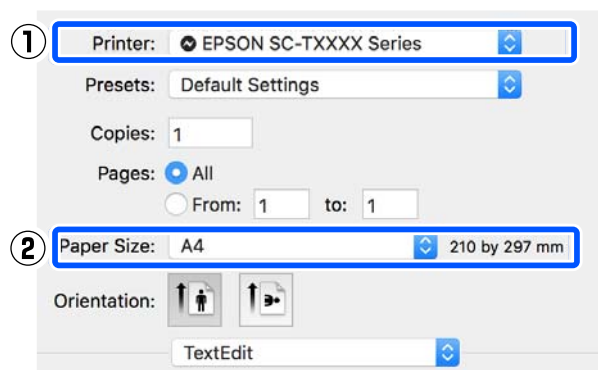 ① Printer: EPSON SC-TXXXX Series
Presets: Default Settings
Copies: 1
Pages: All
From: 1 to: 1
② Paper Size: A4 210 by 297 mm
Orientation:
TextEdit